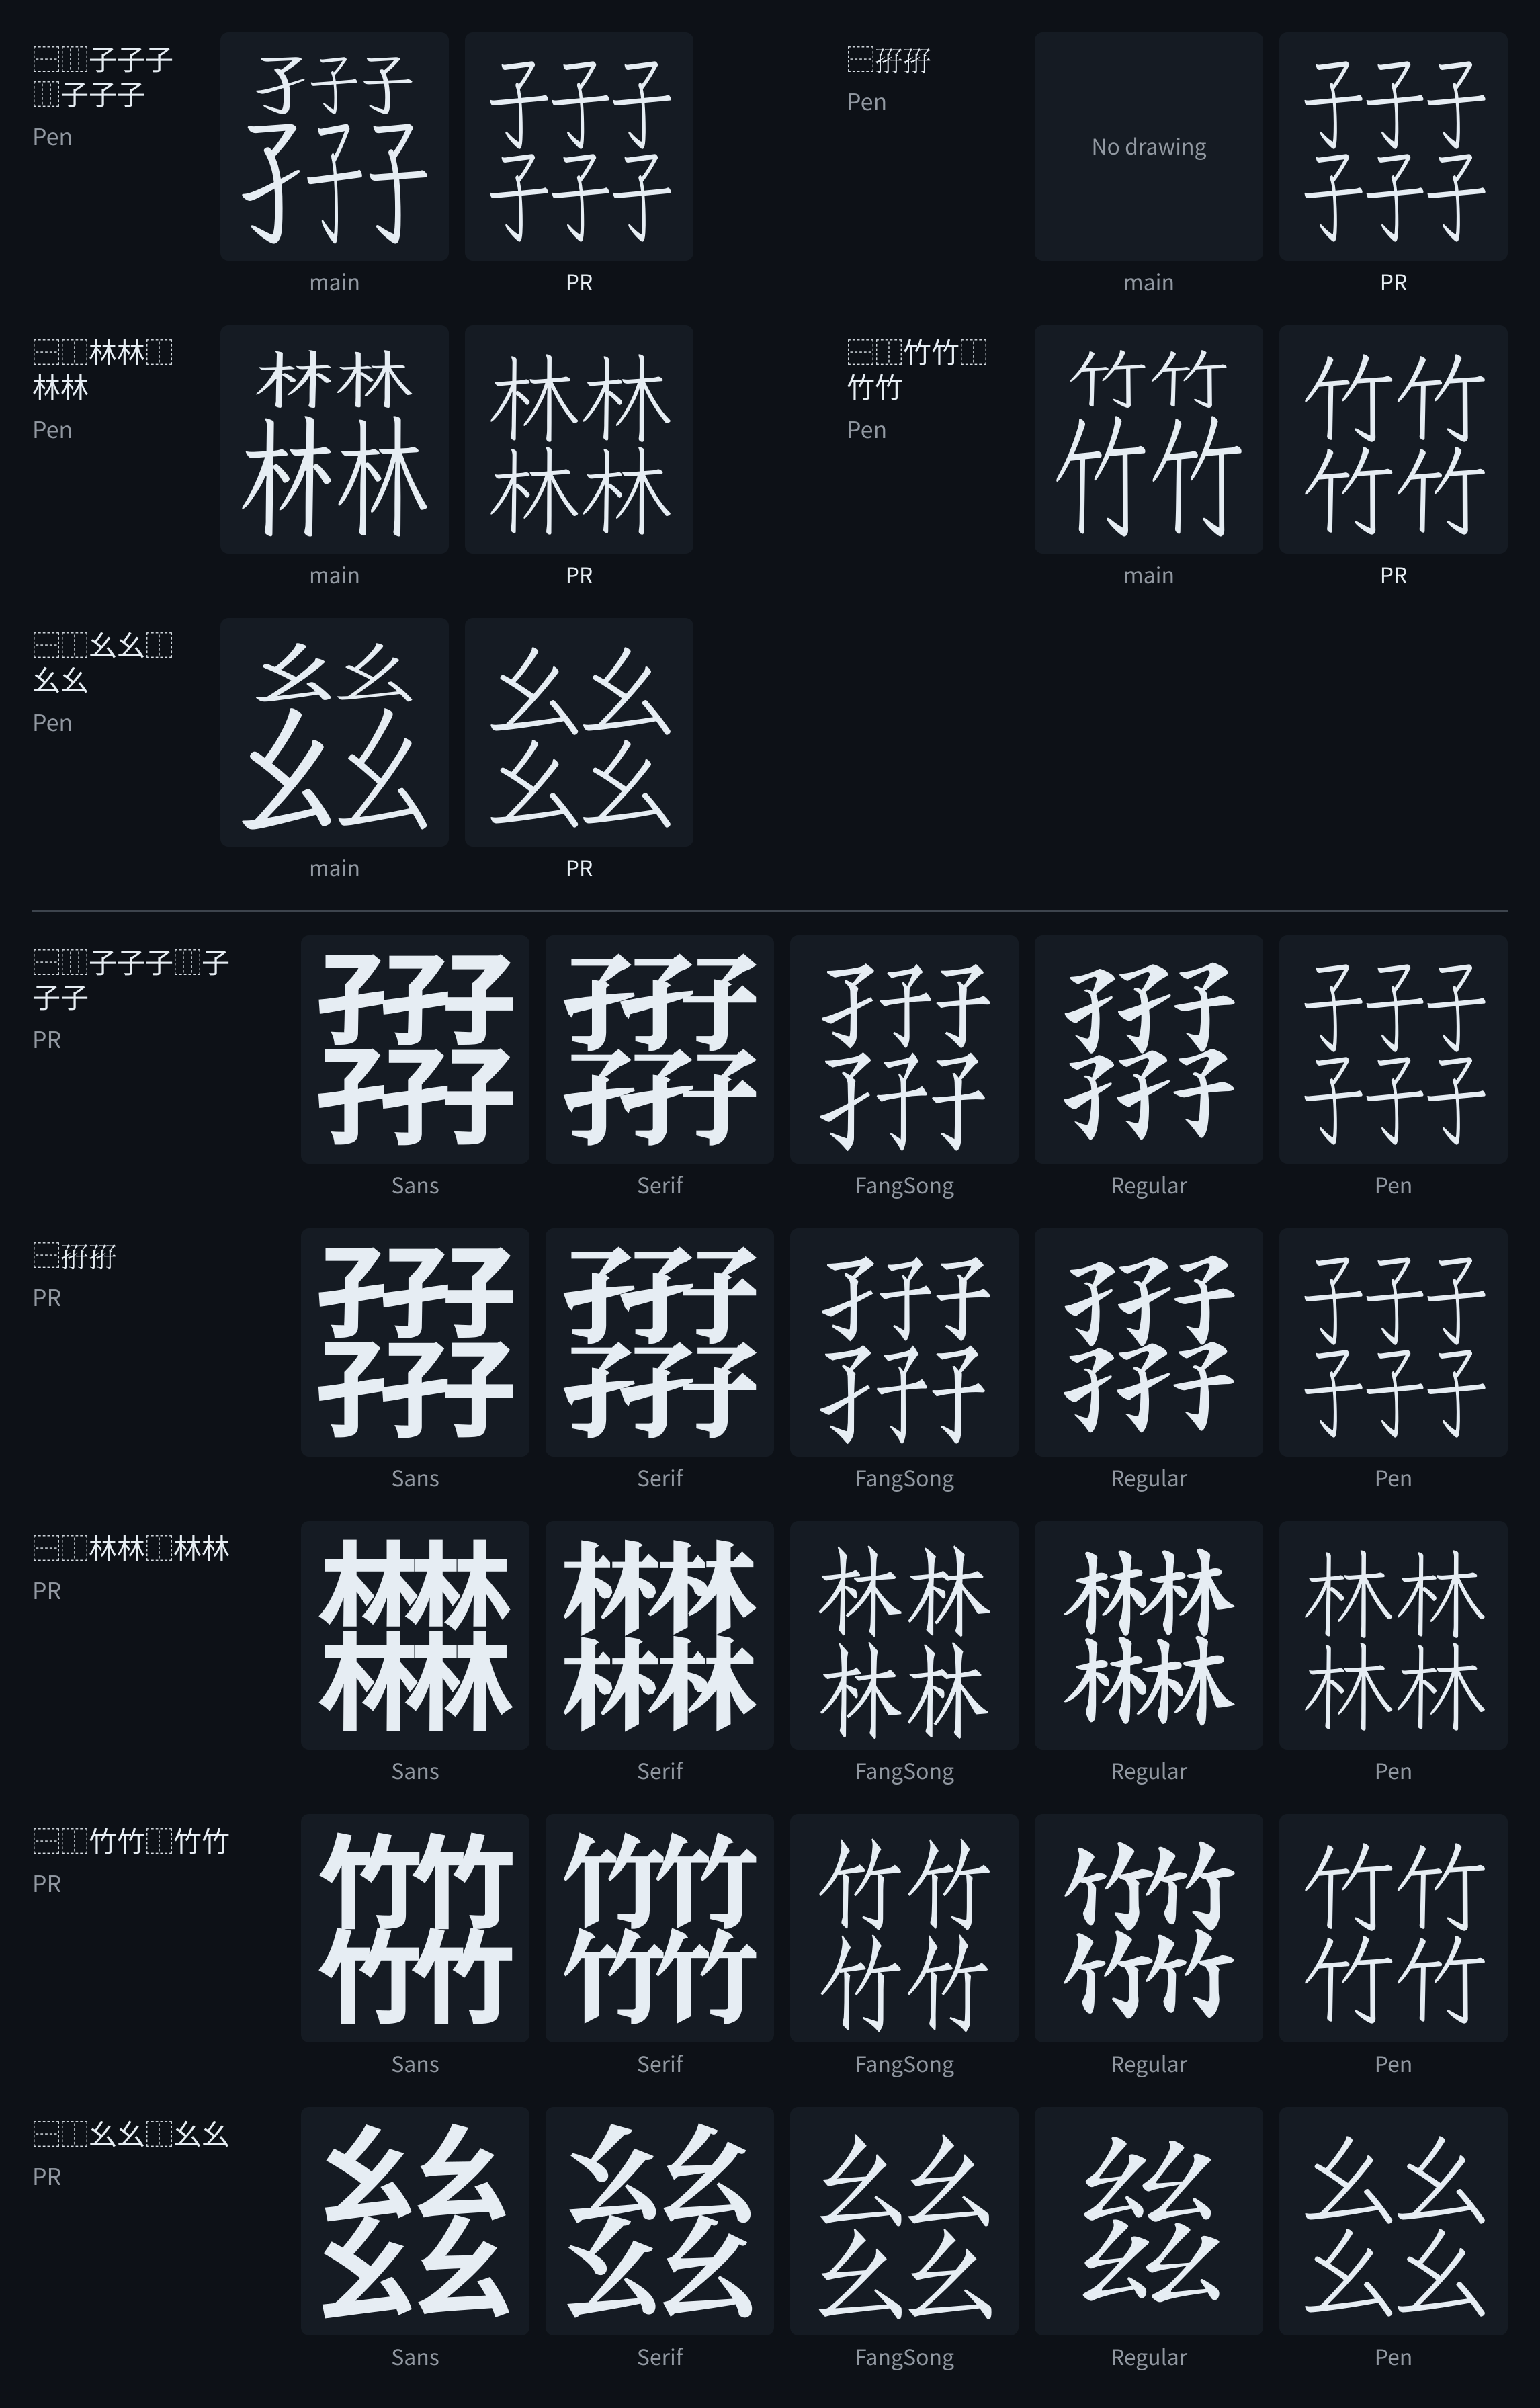 ⿱⿲子子子
⿲子子子
Pen
main
PR
⿱孖孖
Pen
No drawing
main
PR
⿱⿰林林⿰
林林
Pen
main
PR
⿱⿰竹竹⿰
竹竹
Pen
main
PR
⿱⿰幺幺⿰
幺幺
Pen
main
PR
⿱⿲子子子⿲子
子子
PR
Sans
Serif
FangSong
Regular
Pen
PR
Sans
Serif
FangSong
Regular
Pen
⿱⿰林林⿰林林
PR
Sans
Serif
FangSong
Regular
Pen
⿱⿰竹竹⿰竹竹
PR
Sans
Serif
FangSong
Regular
Pen
⿱⿰幺幺⿰幺幺
PR
Sans
Serif
FangSong
Regular
Pen